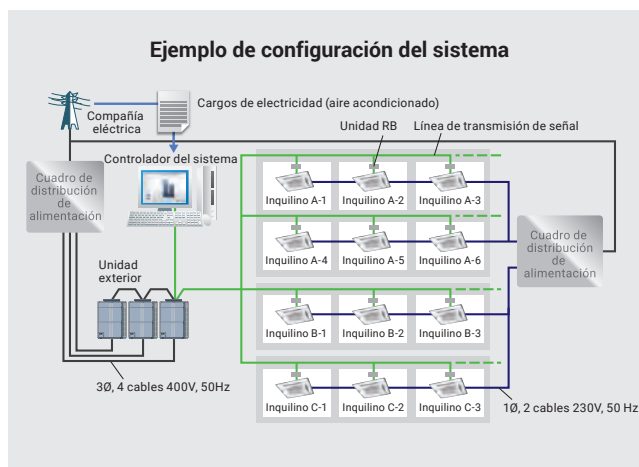 Ejemplo de configuración del sistema
Cargos de electricidad (aire acondicionado)
Compañía
eléctrica
Unidad RB
Línea de transmisión de señal
Controlador del sistema
Cuadro de
distribución
de
alimentación
Inquilino A-1
Inquilino A-2
Inquilino A-3
Inquilino A-4
Inquilino A-5
Inquilino A-6
Cuadro de
distribución
de
alimentación
Unidad
exterior
Inquilino B-1
Inquilino B-2
Inquilino B-3
3Ø, 4 cables 400V, 50Hz
Inquilino C-1
Inquilino C-2
Inquilino C-3
1Ø, 2 cables 230V, 50 Hz